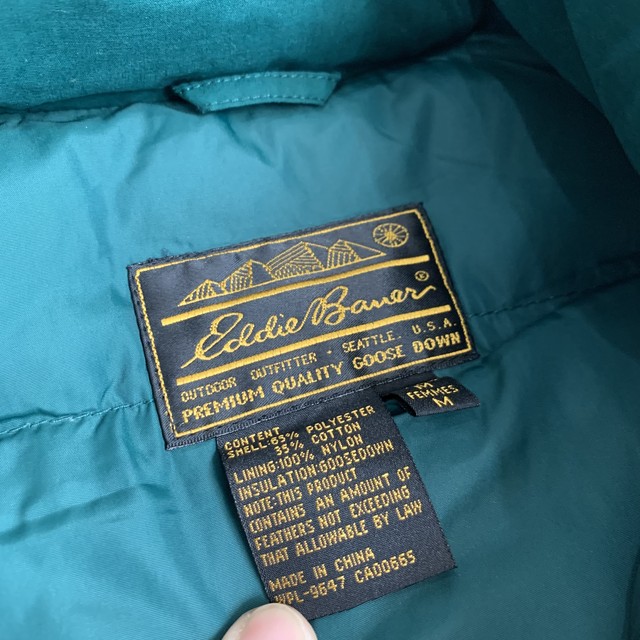 Eddie Bauer®
OUTDOOR OUTFITTER · SEATTLE, U.S.A.
PREMIUM QUALITY GOOSE DOWN
M
FEMMES
M
CONTENT
SHELL:65% POLYESTER
35% COTTON
LINING:100% NYLON
INSULATION:GOOSEDOWN
NOTE:THIS PRODUCT
CONTAINS AN AMOUNT OF
FEATHERS NOT EXCEEDING
THAT ALLOWABLE BY LAW
MADE IN CHINA
WPL-9647 CA00665